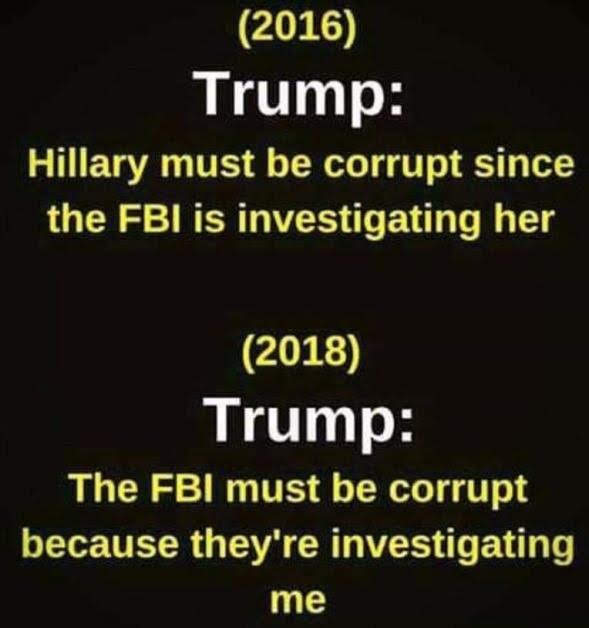 (2016)
Trump:
Hillary must be corrupt since
the FBI is investigating her
(2018)
Trump:
The FBI must be corrupt
because they're investigating
me